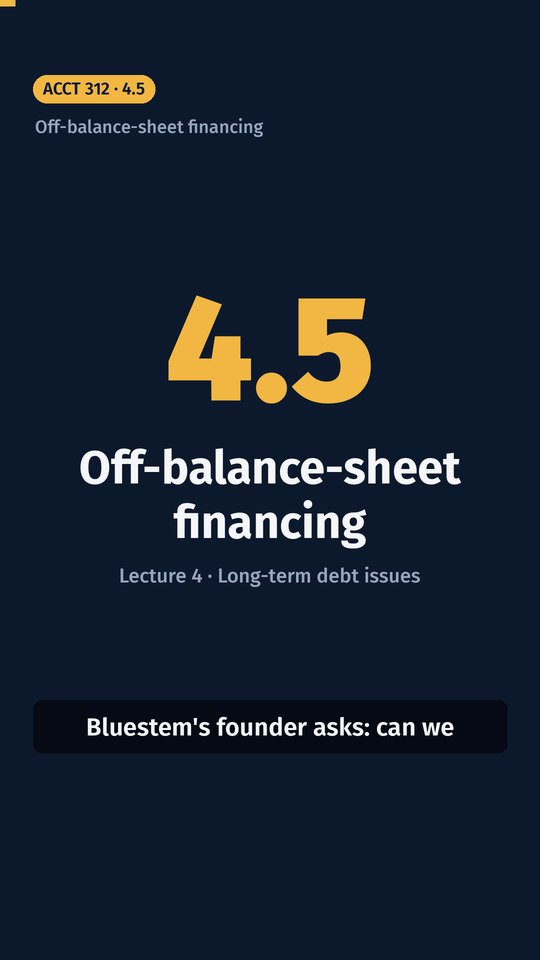 ACCT 312 · 4.5
Off-balance-sheet financing
4.5
Off-balance-sheet
financing
Lecture 4 · Long-term debt issues
Bluestem's founder asks: can we